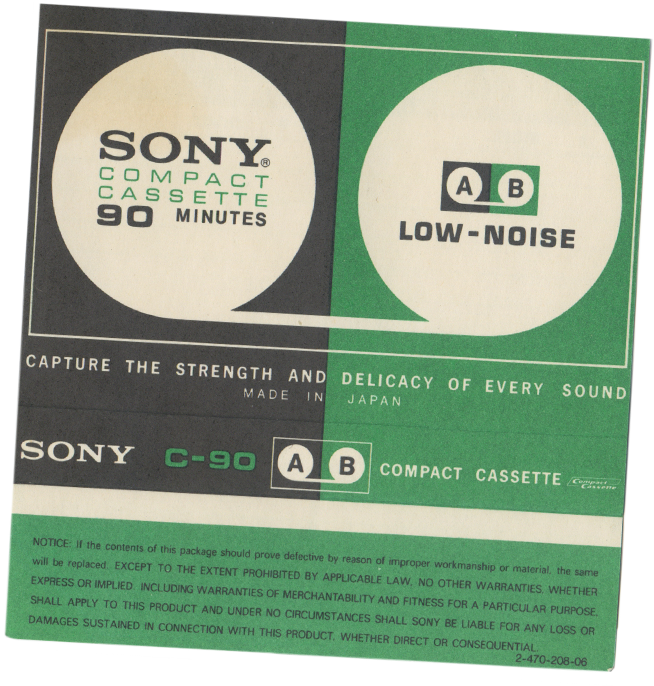 SONY®
COMPACT
CASSETTE
90 MINUTES
A B
LOW-NOISE
CAPTURE THE STRENGTH AND DELICACY OF EVERY SOUND
MADE IN JAPAN
SONY C-90 A B COMPACT CASSETTE Compact Cassette
NOTICE: If the contents of this package should prove defective by reason of improper workmanship or material, the same
will be replaced. EXCEPT TO THE EXTENT PROHIBITED BY APPLICABLE LAW, NO OTHER WARRANTIES, WHETHER
EXPRESS OR IMPLIED INCLUDING WARRANTIES OF MERCHANTABILITY AND FITNESS FOR A PARTICULAR PURPOSE,
SHALL APPLY TO THIS PRODUCT AND UNDER NO CIRCUMSTANCES SHALL SONY BE LIABLE FOR ANY LOSS OR
DAMAGES SUSTAINED IN CONNECTION WITH THIS PRODUCT, WHETHER DIRECT OR CONSEQUENTIAL.
2-470-208-06